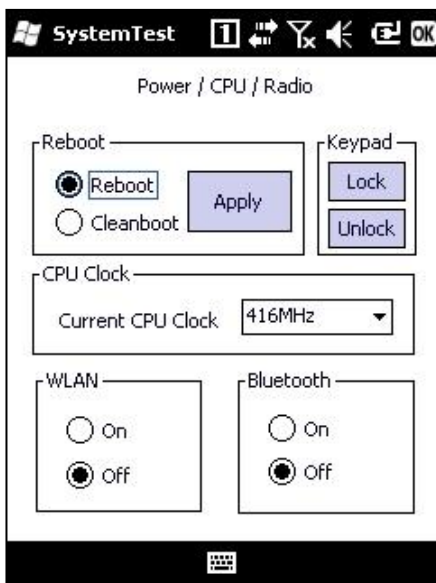 SystemTest 1 OK
Power / CPU / Radio
Reboot
Reboot
Cleanboot
Apply
Keypad
Lock
Unlock
CPU Clock
Current CPU Clock 416MHz
WLAN
On
Off
Bluetooth
On
Off